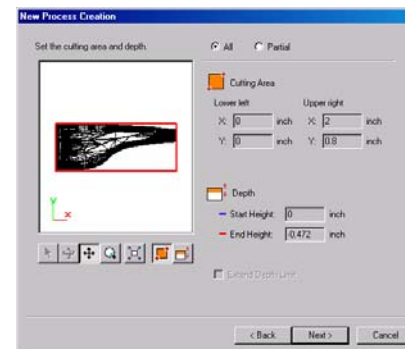 New Process Creation
Set the cutting area and depth.
All Partial
Cutting Area
Lower left Upper right
X: 0 inch X: 2 inch
Y: 0 inch Y: 0.8 inch
Depth
Start Height: 0 inch
End Height: -0.472 inch
Extend Depth Limit
Y
X
< Back Next > Cancel